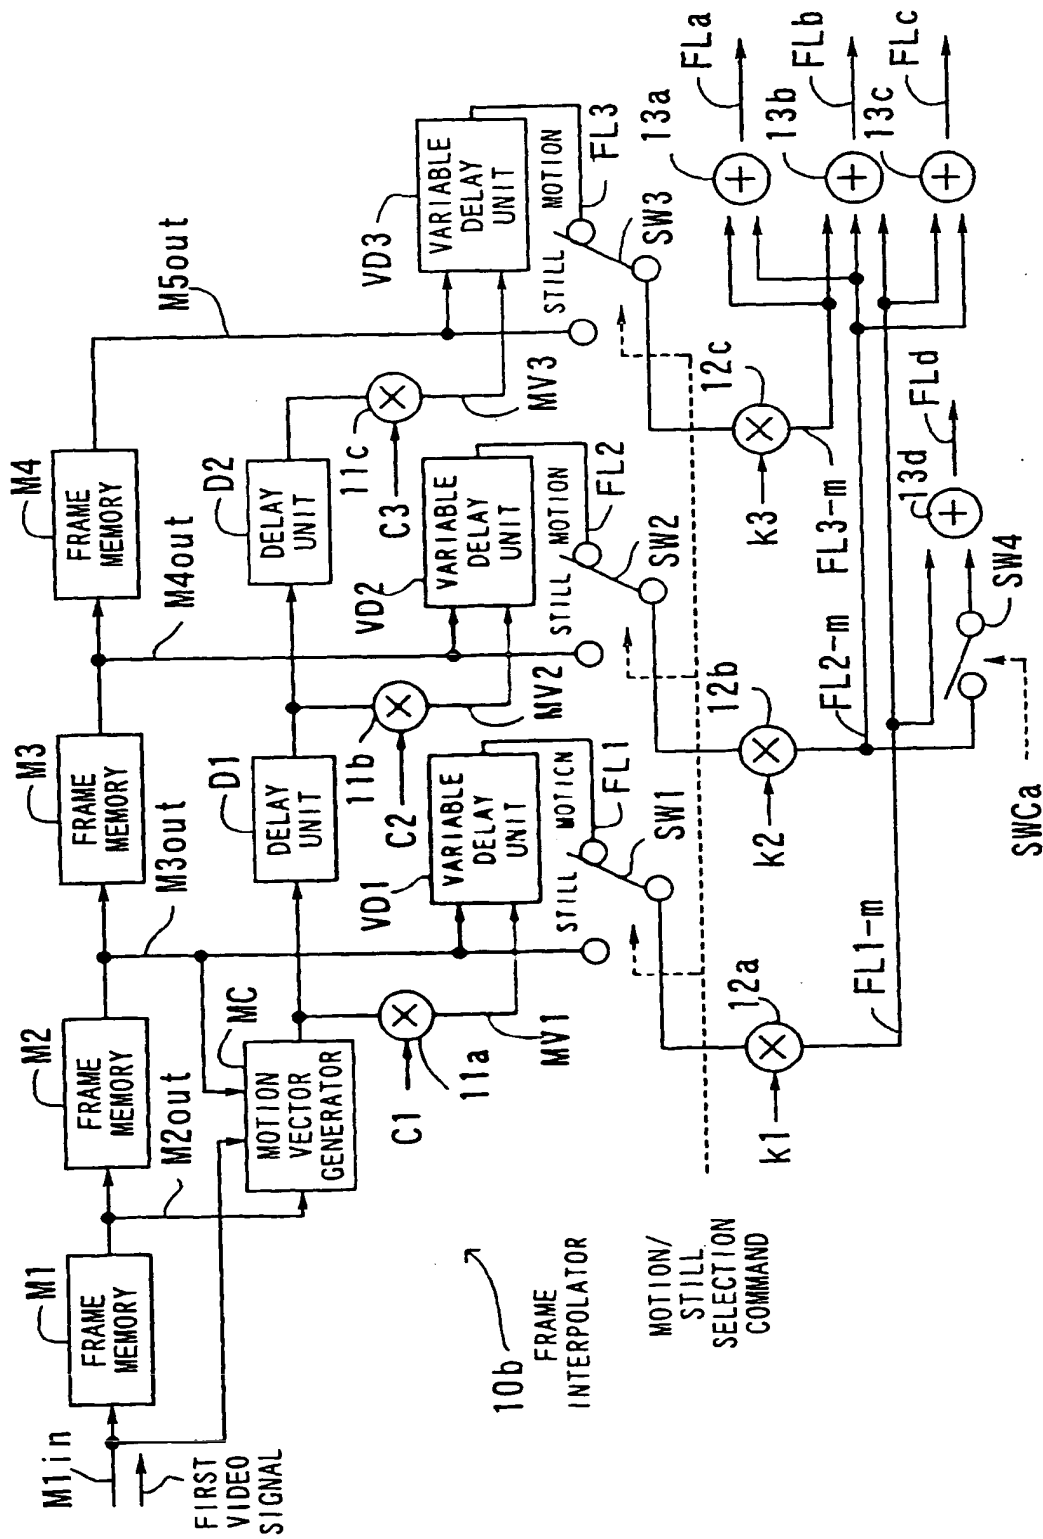 M1in
FIRST
VIDEO
SIGNAL
M1
FRAME
MEMORY
M2out
M2
FRAME
MEMORY
M3out
M3
FRAME
MEMORY
M4out
M4
FRAME
MEMORY
M5out
MC
MOTION
VECTOR
GENERATOR
D1
DELAY
UNIT
D2
DELAY
UNIT
C1
11a
MV1
C2
11b
MV2
C3
11c
MV3
VD1
VARIABLE
DELAY
UNIT
VD2
VARIABLE
DELAY
UNIT
VD3
VARIABLE
DELAY
UNIT
STILL
MOTICN
FL1
SW1
STILL
MOTION
FL2
SW2
STILL
MOTION
FL3
SW3
10b
FRAME
INTERPOLATOR
MOTION/
STILL
SELECTION
COMMAND
k1
12a
FL1-m
k2
12b
FL2-m
k3
12c
FL3-m
SWCa
SW4
13d
FLd
13a
FLa
13b
FLb
13c
FLc